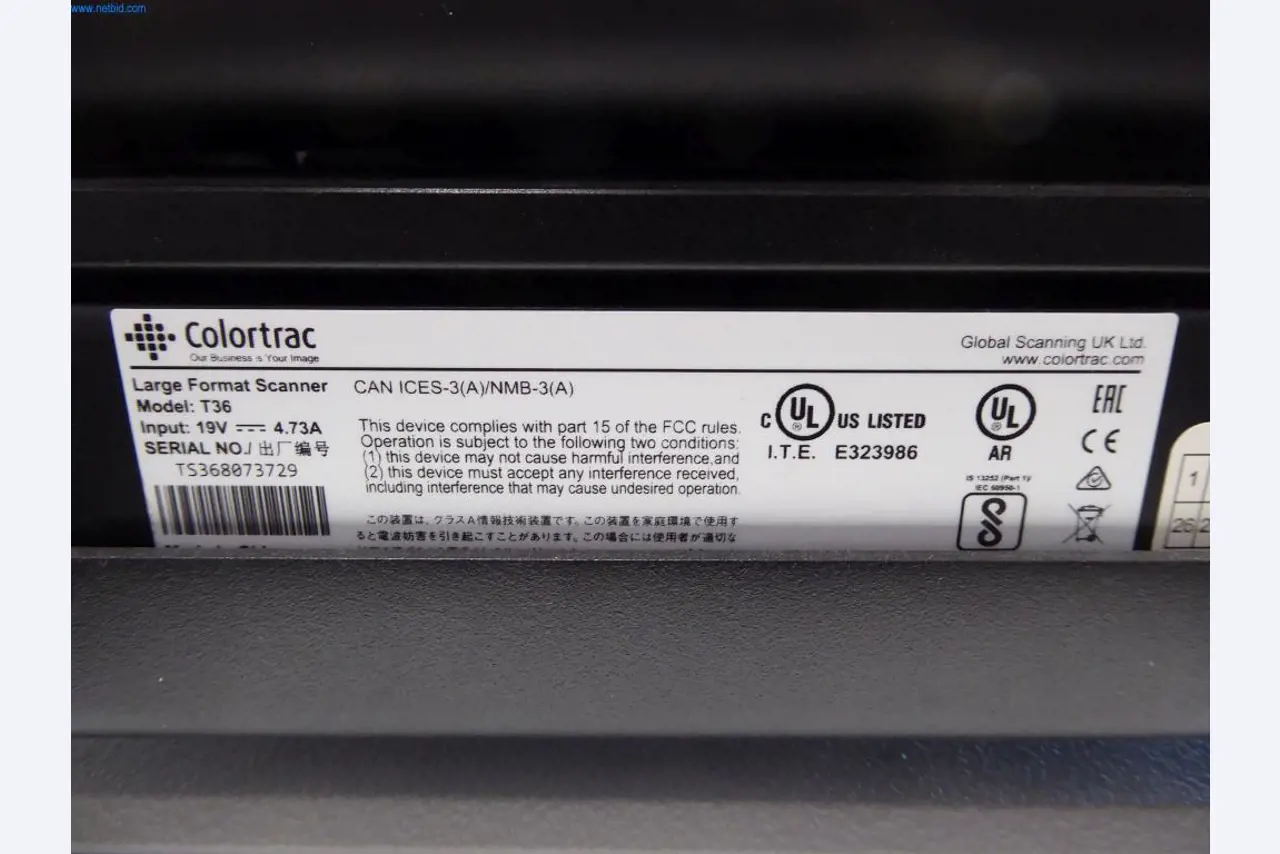 www.netbid.com
Colortrac
Our Business is Your Image
Global Scanning UK Ltd.
www.colortrac.com
Large Format Scanner
Model: T36
Input: 19V ⎓ 4.73A
SERIAL NO./ 出厂编号
TS368073729
CAN ICES-3(A)/NMB-3(A)
This device complies with part 15 of the FCC rules.
Operation is subject to the following two conditions:
(1) this device may not cause harmful interference,and
(2) this device must accept any interference received,
including interference that may cause undesired operation.
この装置は、クラスA情報技術装置です。この装置を家庭環境で使用す
ると電波妨害を引き起こすことがあります。この場合には使用者が適切な
C UL US LISTED
®
I.T.E. E323986
UL
®
AR
IS 13252 (Part 1)/
IEC 60950-1
EAC
CE
1
26